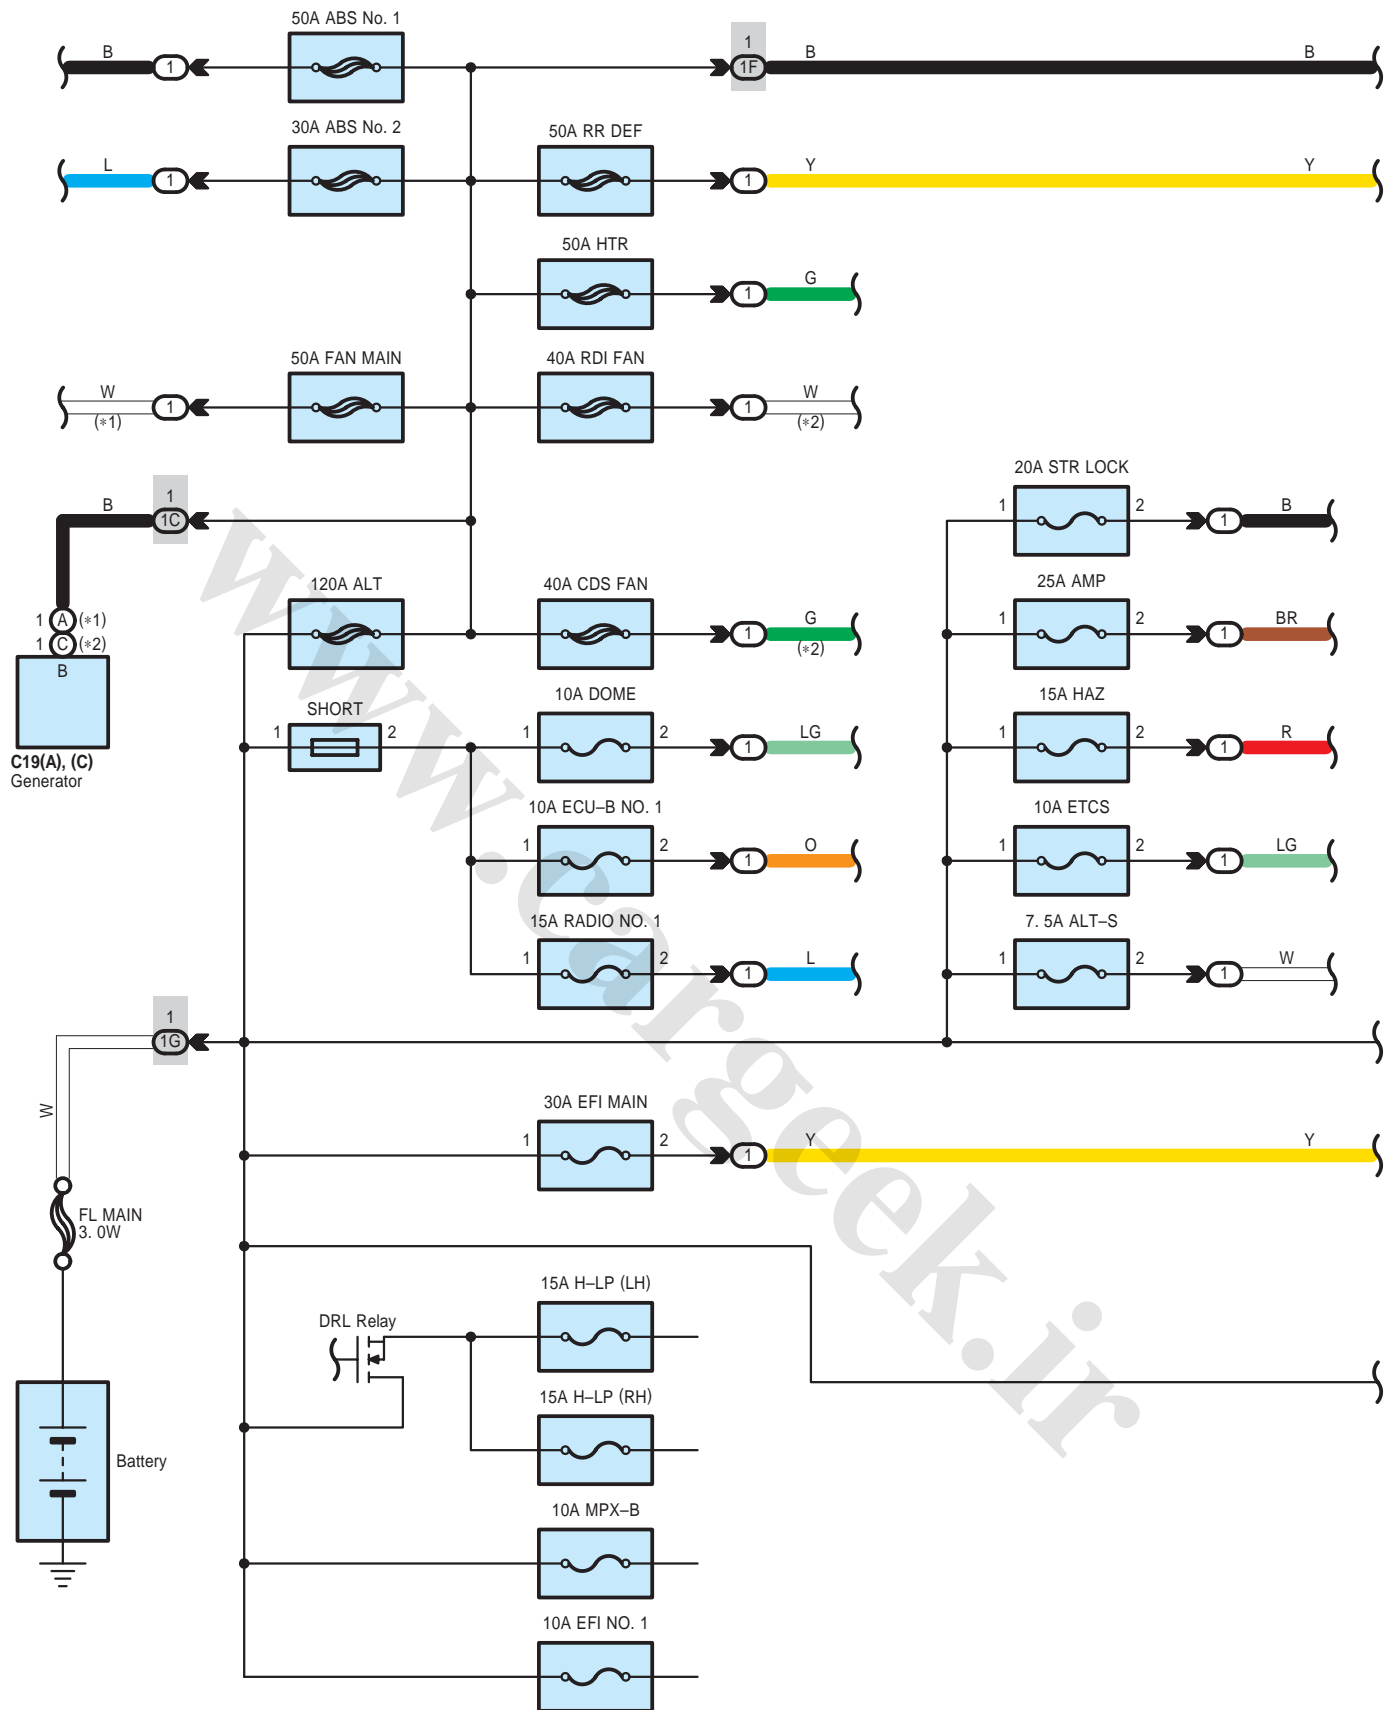 50A ABS No. 1
B
1
1
1F
B
B
30A ABS No. 2
50A RR DEF
L
1
1
Y
Y
50A HTR
1
G
50A FAN MAIN
40A RDI FAN
W
(*1)
1
1
W
(*2)
20A STR LOCK
1
2
1
B
B
1
1C
120A ALT
40A CDS FAN
25A AMP
1
G
(*2)
1
2
1
BR
1
A
(*1)
1
C
(*2)
B
C19(A), (C)
Generator
SHORT
1
2
10A DOME
1
2
1
LG
15A HAZ
1
2
1
R
10A ECU–B NO. 1
1
2
1
O
10A ETCS
1
2
1
LG
15A RADIO NO. 1
1
2
1
L
7. 5A ALT–S
1
2
1
W
1
1G
W
30A EFI MAIN
1
2
1
Y
Y
FL MAIN
3. 0W
15A H–LP (LH)
DRL Relay
15A H–LP (RH)
Battery
10A MPX–B
10A EFI NO. 1
www.cargeek.ir